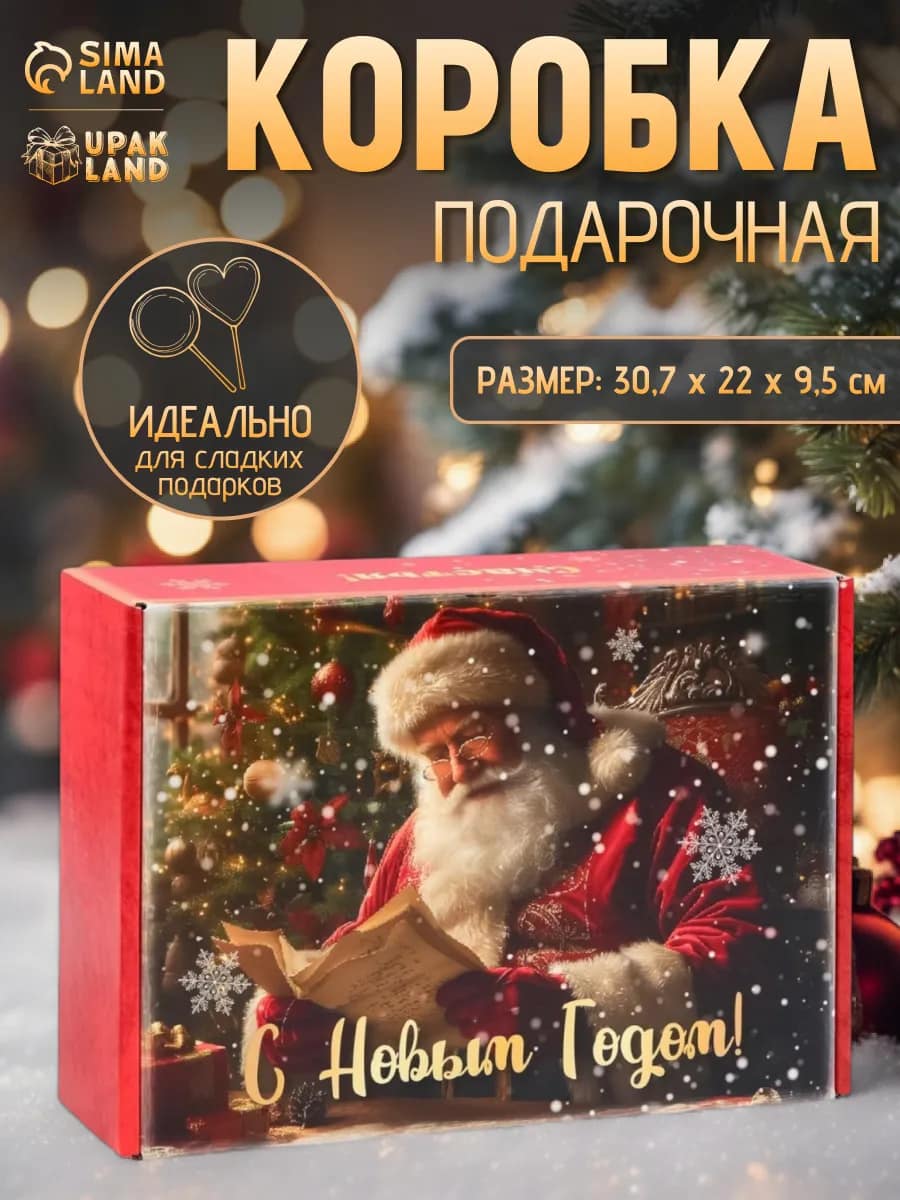 SIMA
LAND
UPAK
LAND
КОРОБКА
ПОДАРОЧНАЯ
РАЗМЕР: 30,7 х 22 х 9,5 см
ИДЕАЛЬНО
для сладких
подарков
Счастья!
С Новым Годом!